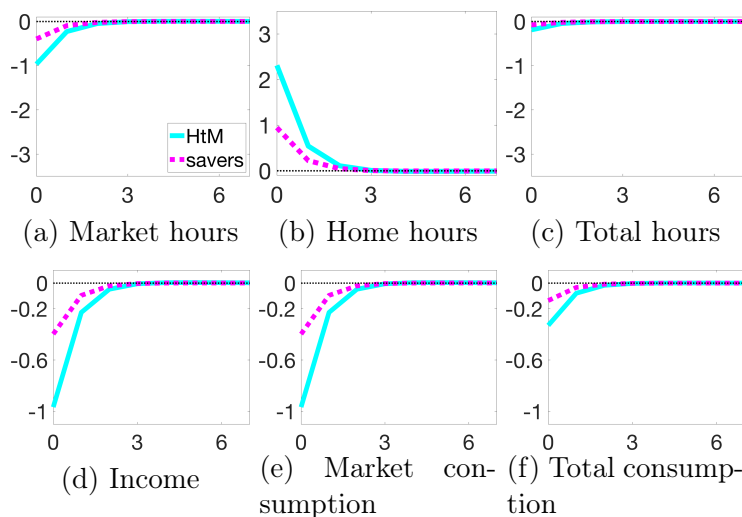 0
-1
-2
-3
HtM
savers
0 3 6
(a) Market hours
3
2
1
0
0 3 6
(b) Home hours
0
-1
-2
-3
0 3 6
(c) Total hours
0
-0.2
-0.6
-1
0 3 6
(d) Income
0
-0.2
-0.6
-1
0 3 6
(e) Market con-
sumption
0
-0.2
-0.6
-1
0 3 6
(f) Total consump-
tion